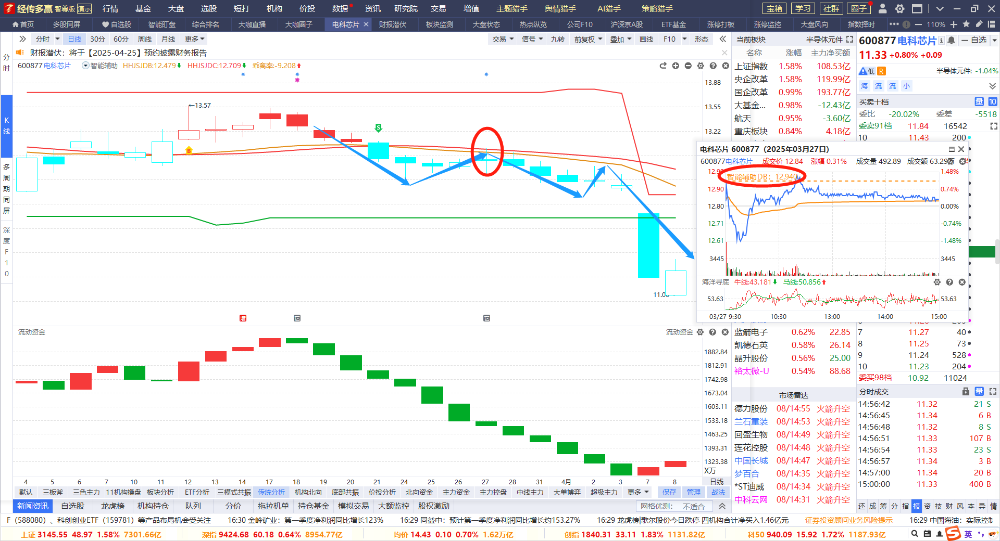 经传多赢 智尊版 演示 行情 基金 大盘 选股 短打 机构 价投 数据 资讯 研究院 交易 增值 主题猎手 舆情猎手 AI猎手 策略猎手 宝箱 学习 社群 圈子
首页 多股同屏 自选股 智能盯盘 综合排名 大咖直播 大咖圈子 电科芯片 财报潜伏 板块监测 大盘状态 热点纵览 公司F10 沪深京A股 ETF基金 涨停打板 涨停监控 大盘风向 指数择时 110%
分时 日线 30分 60分 周线 月线 更多 交易 信号 九转 前复权 叠加 画线 F10 形态
财报潜伏：将于【2025-04-25】预约披露财务报告
600877 电科芯片 智能辅助 HHJSJDB:12.479 HHJSJDC:12.709 乖离率:-9.208
分时
K线
多周期同屏
深度F10
13.88
13.55
13.22
←13.57
B
S
增
流动资金 流动资金
1882.84
1812.91
1742.98
1673.04
1603.11
1533.18
1463.25
1393.31
1323.38
X万
4 5 6 7 10 11 12 13 14 17 18 19 20 21 24 25 26 27 28 31 4月 2 3 7 8 日线
默认 三板斧 三色主力 11机构操盘 板块分析 ETF分析 三模式共振 传统分析 机构北向 底部共振 价投分析 北向资金 主力资金 主力控盘 中线主力 大单博弈 超级主力 更多 保存 管理 战法
新闻资讯 自选股 龙虎榜 机构持仓 队列 分价 拖拉机单 持仓基金 模拟交易 大额监控 股权激励 网格优测： 不适合
当前板块 半导体元件
名称 涨幅 主力净买额
上证指数 1.58% 108.53亿
央企改革 1.58% 119.99亿
国企改革 0.99% 193.77亿
大基金... 0.98% -12.43亿
航天 0.95% -3.60亿
重庆板块 0.84% 4.18亿
电科芯片 600877（2025年03月27日）
600877电科芯片 成交价 12.84 涨幅 0.31% 成交量 492.89 成交额 63.29
智能辅助DB：12.940
1.48%
12.90 0.74%
12.80 0.00%
12.71 -0.74%
12.61 -1.48%
3445 3445
海洋寻底 牛线:43.181 马线:50.856
53.63 53.63
03/27 9:30 10:30 13:00 14:00 15:00
蓝箭电子 0.62% 22.85
凯德石英 0.58% 26.14
晶升股份 0.56% 25.00
裕太微-U 0.54% 88.68
市场雷达
德力股份 08/14:55 火箭升空
兰石重装 08/14:53 火箭升空
回盛生物 08/14:49 火箭升空
莲花控股 08/14:48 火箭升空
中国长城 08/14:47 火箭升空
梦百合 08/14:35 火箭升空
*ST迪威 08/14:34 火箭升空
中科云网 08/14:31 火箭升空
600877电科芯片 自选
11.33 +0.80% +0.09
低 R 半导体元件: -1.04%
海 流 流 小
买卖十档 量 10
委比 -20.02% 委差 -5518
委卖91档 11.84 16542
10 11.43 200
7 11.27 40
8 11.25 73
9 11.24 528
10 11.23 204
委买98档 10.92 11024
分时成交 量
14:56:42 11.32 21 S
14:56:45 11.34 6 B
14:56:48 11.32 8 S
14:56:51 11.33 107 B
14:56:54 11.33 23 S
14:56:57 11.34 3 B
14:57:00 11.34 20 B
15:00:00 11.33 400 B
还 成 筹 分 指 报 资 技 财 风 本 异 情
F（588080）、科创创业ETF（159781）等产品布局机会受关注 16:30 金岭矿业：第一季度净利润同比增长123% 16:29 同益中：预计第一季度净利润同比增长约153.27% 16:29 龙虎榜|歌尔股份今日跌停 四机构合计净买入1.46亿元 证券投资顾问业务风险提示 16:29 中国海油：实际控制
上证 3145.55 48.97 1.58% 7301.66亿 深指 9424.68 60.18 0.64% 8954.77亿 均价 14.43 0.10 0.70% 1.62万亿 创指 1840.31 33.11 1.83% 1131.82亿 科50 940.09 15.92 1.72% 1187.93亿 英